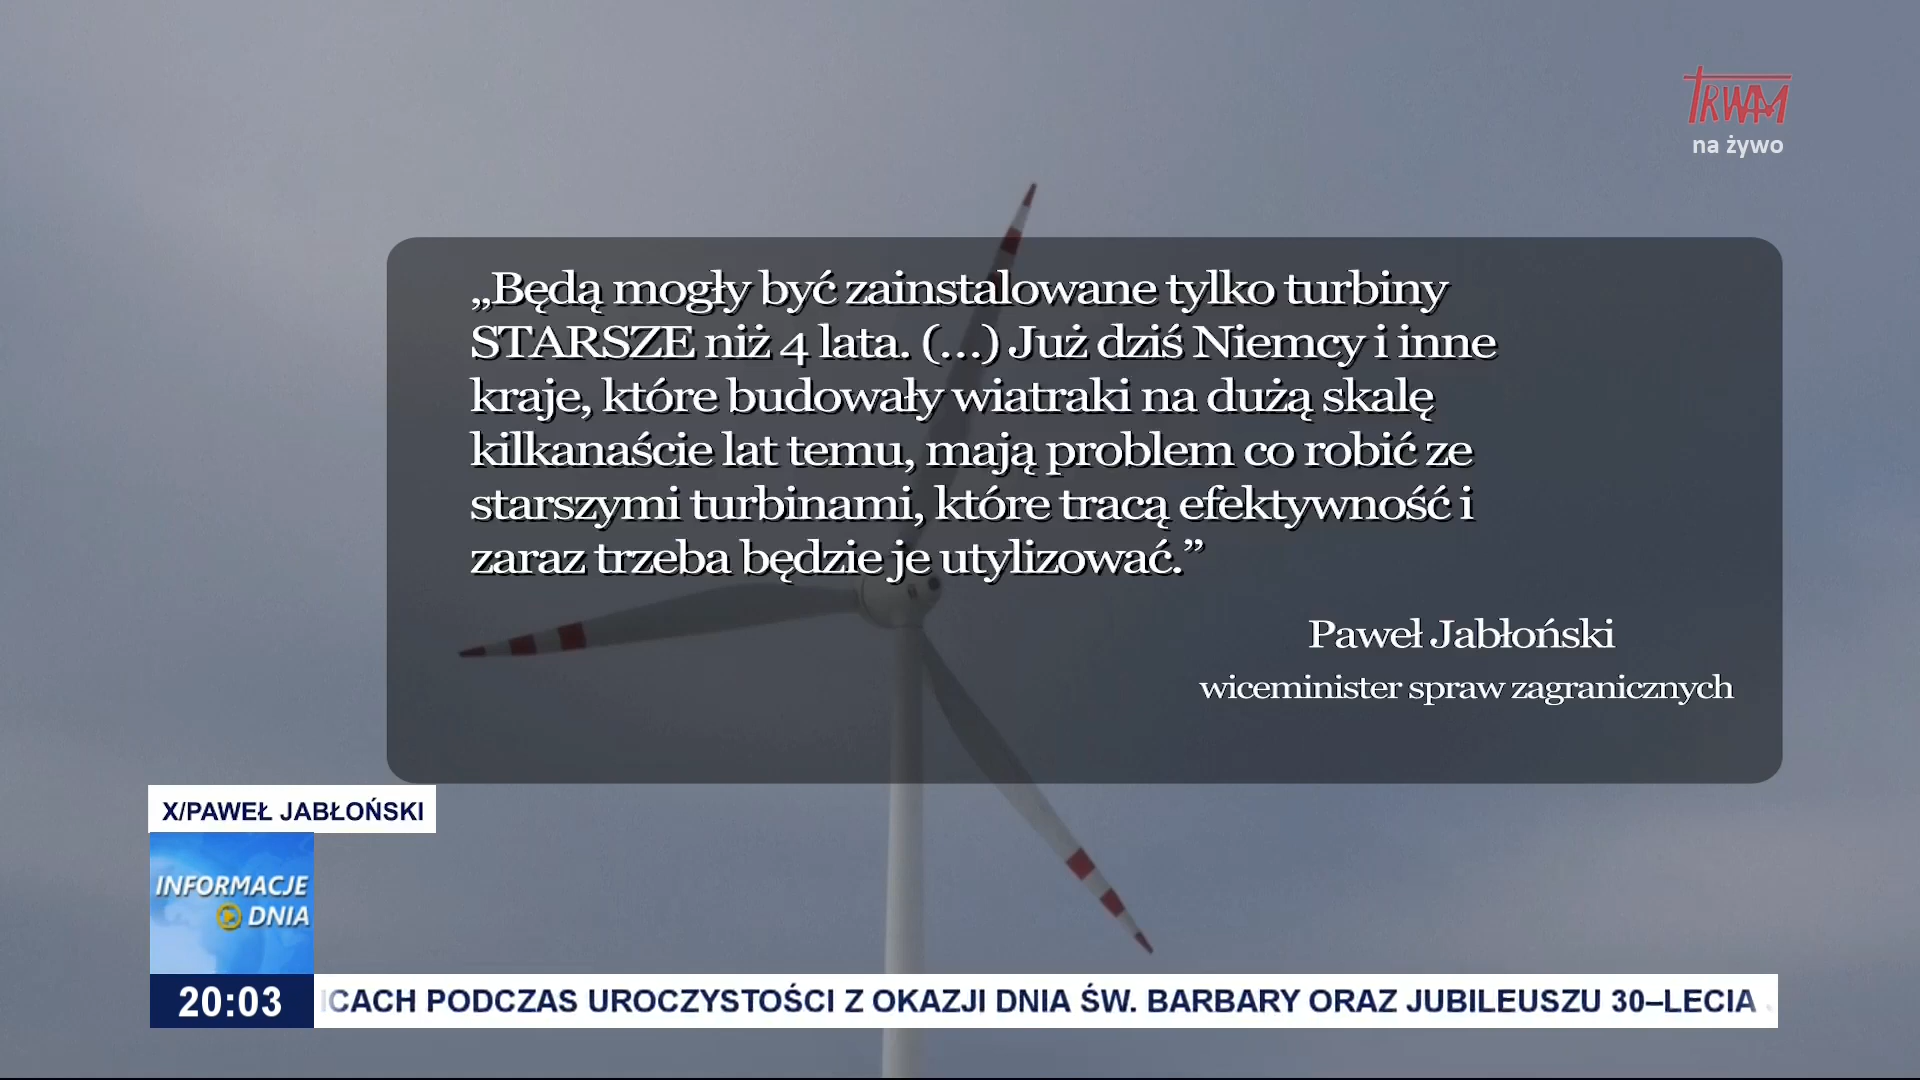 TRWAM
na żywo
„Będą mogły być zainstalowane tylko turbiny
STARSZE niż 4 lata. (…) Już dziś Niemcy i inne
kraje, które budowały wiatraki na dużą skalę
kilkanaście lat temu, mają problem co robić ze
starszymi turbinami, które tracą efektywność i
zaraz trzeba będzie je utylizować.”
Paweł Jabłoński
wiceminister spraw zagranicznych
X/PAWEŁ JABŁOŃSKI
INFORMACJE
DNIA
20:03 ICACH PODCZAS UROCZYSTOŚCI Z OKAZJI DNIA ŚW. BARBARY ORAZ JUBILEUSZU 30–LECIA